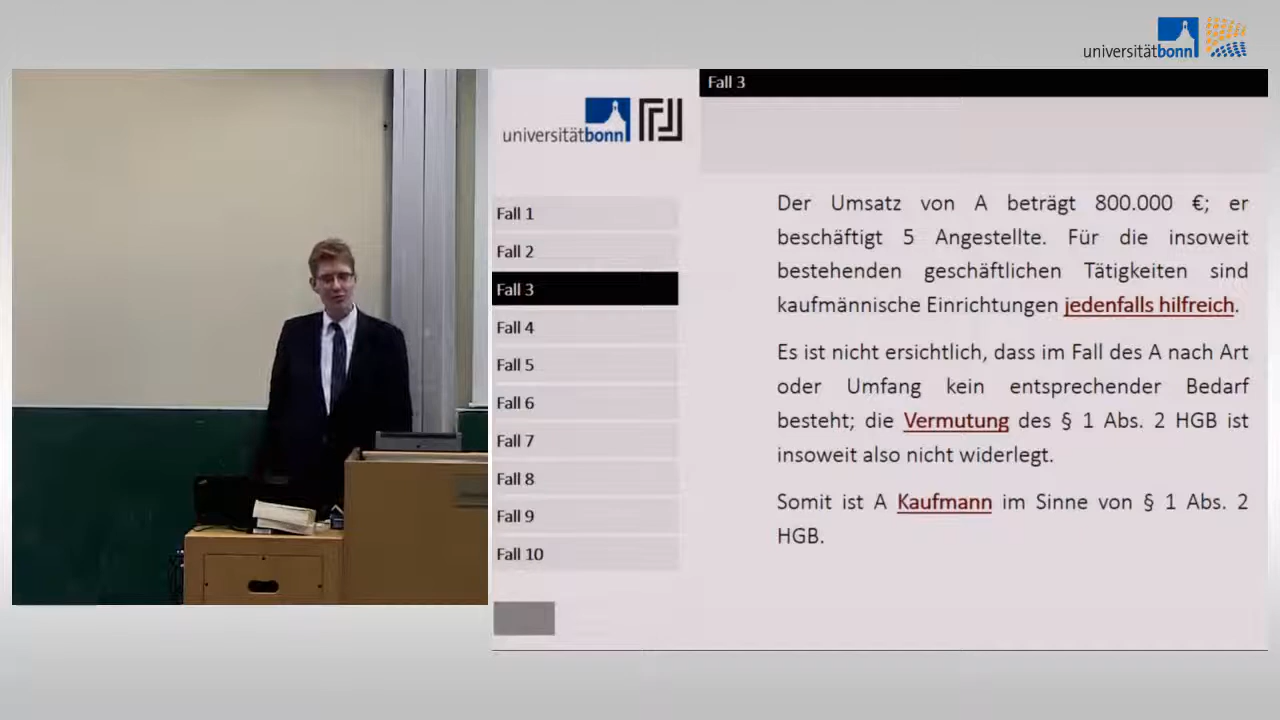 universitätbonn
Fall 3
universitätbonn
Fall 1
Fall 2
Fall 3
Fall 4
Fall 5
Fall 6
Fall 7
Fall 8
Fall 9
Fall 10
Der Umsatz von A beträgt 800.000 €; er
beschäftigt 5 Angestellte. Für die insoweit
bestehenden geschäftlichen Tätigkeiten sind
kaufmännische Einrichtungen jedenfalls hilfreich.
Es ist nicht ersichtlich, dass im Fall des A nach Art
oder Umfang kein entsprechender Bedarf
besteht; die Vermutung des § 1 Abs. 2 HGB ist
insoweit also nicht widerlegt.
Somit ist A Kaufmann im Sinne von § 1 Abs. 2
HGB.